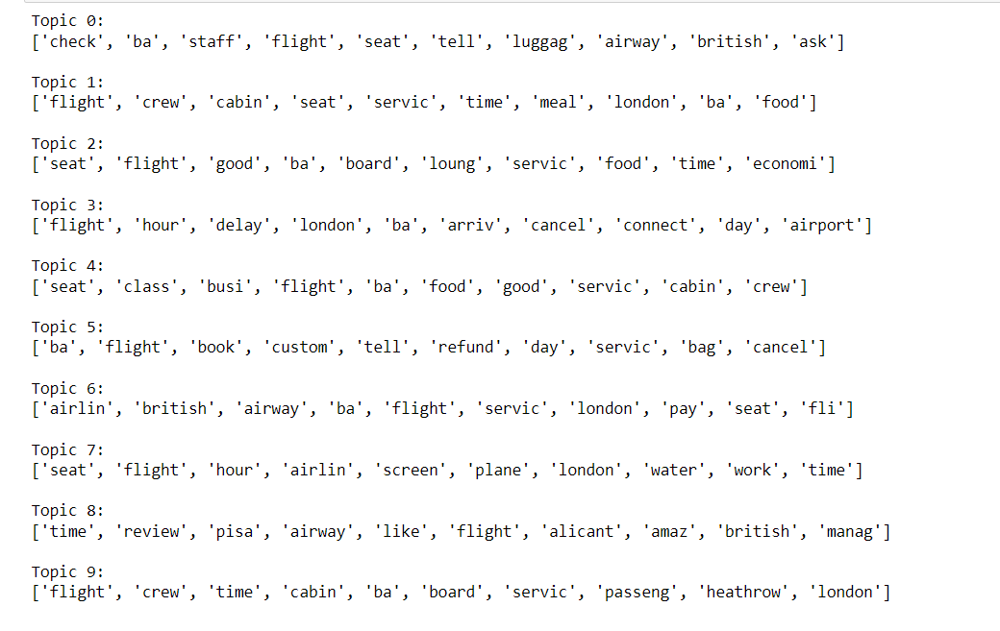 Topic 0:
['check', 'ba', 'staff', 'flight', 'seat', 'tell', 'luggag', 'airway', 'british', 'ask']
Topic 1:
['flight', 'crew', 'cabin', 'seat', 'servic', 'time', 'meal', 'london', 'ba', 'food']
Topic 2:
['seat', 'flight', 'good', 'ba', 'board', 'loung', 'servic', 'food', 'time', 'economi']
Topic 3:
['flight', 'hour', 'delay', 'london', 'ba', 'arriv', 'cancel', 'connect', 'day', 'airport']
Topic 4:
['seat', 'class', 'busi', 'flight', 'ba', 'food', 'good', 'servic', 'cabin', 'crew']
Topic 5:
['ba', 'flight', 'book', 'custom', 'tell', 'refund', 'day', 'servic', 'bag', 'cancel']
Topic 6:
['airlin', 'british', 'airway', 'ba', 'flight', 'servic', 'london', 'pay', 'seat', 'fli']
Topic 7:
['seat', 'flight', 'hour', 'airlin', 'screen', 'plane', 'london', 'water', 'work', 'time']
Topic 8:
['time', 'review', 'pisa', 'airway', 'like', 'flight', 'alicant', 'amaz', 'british', 'manag']
Topic 9:
['flight', 'crew', 'time', 'cabin', 'ba', 'board', 'servic', 'passeng', 'heathrow', 'london']